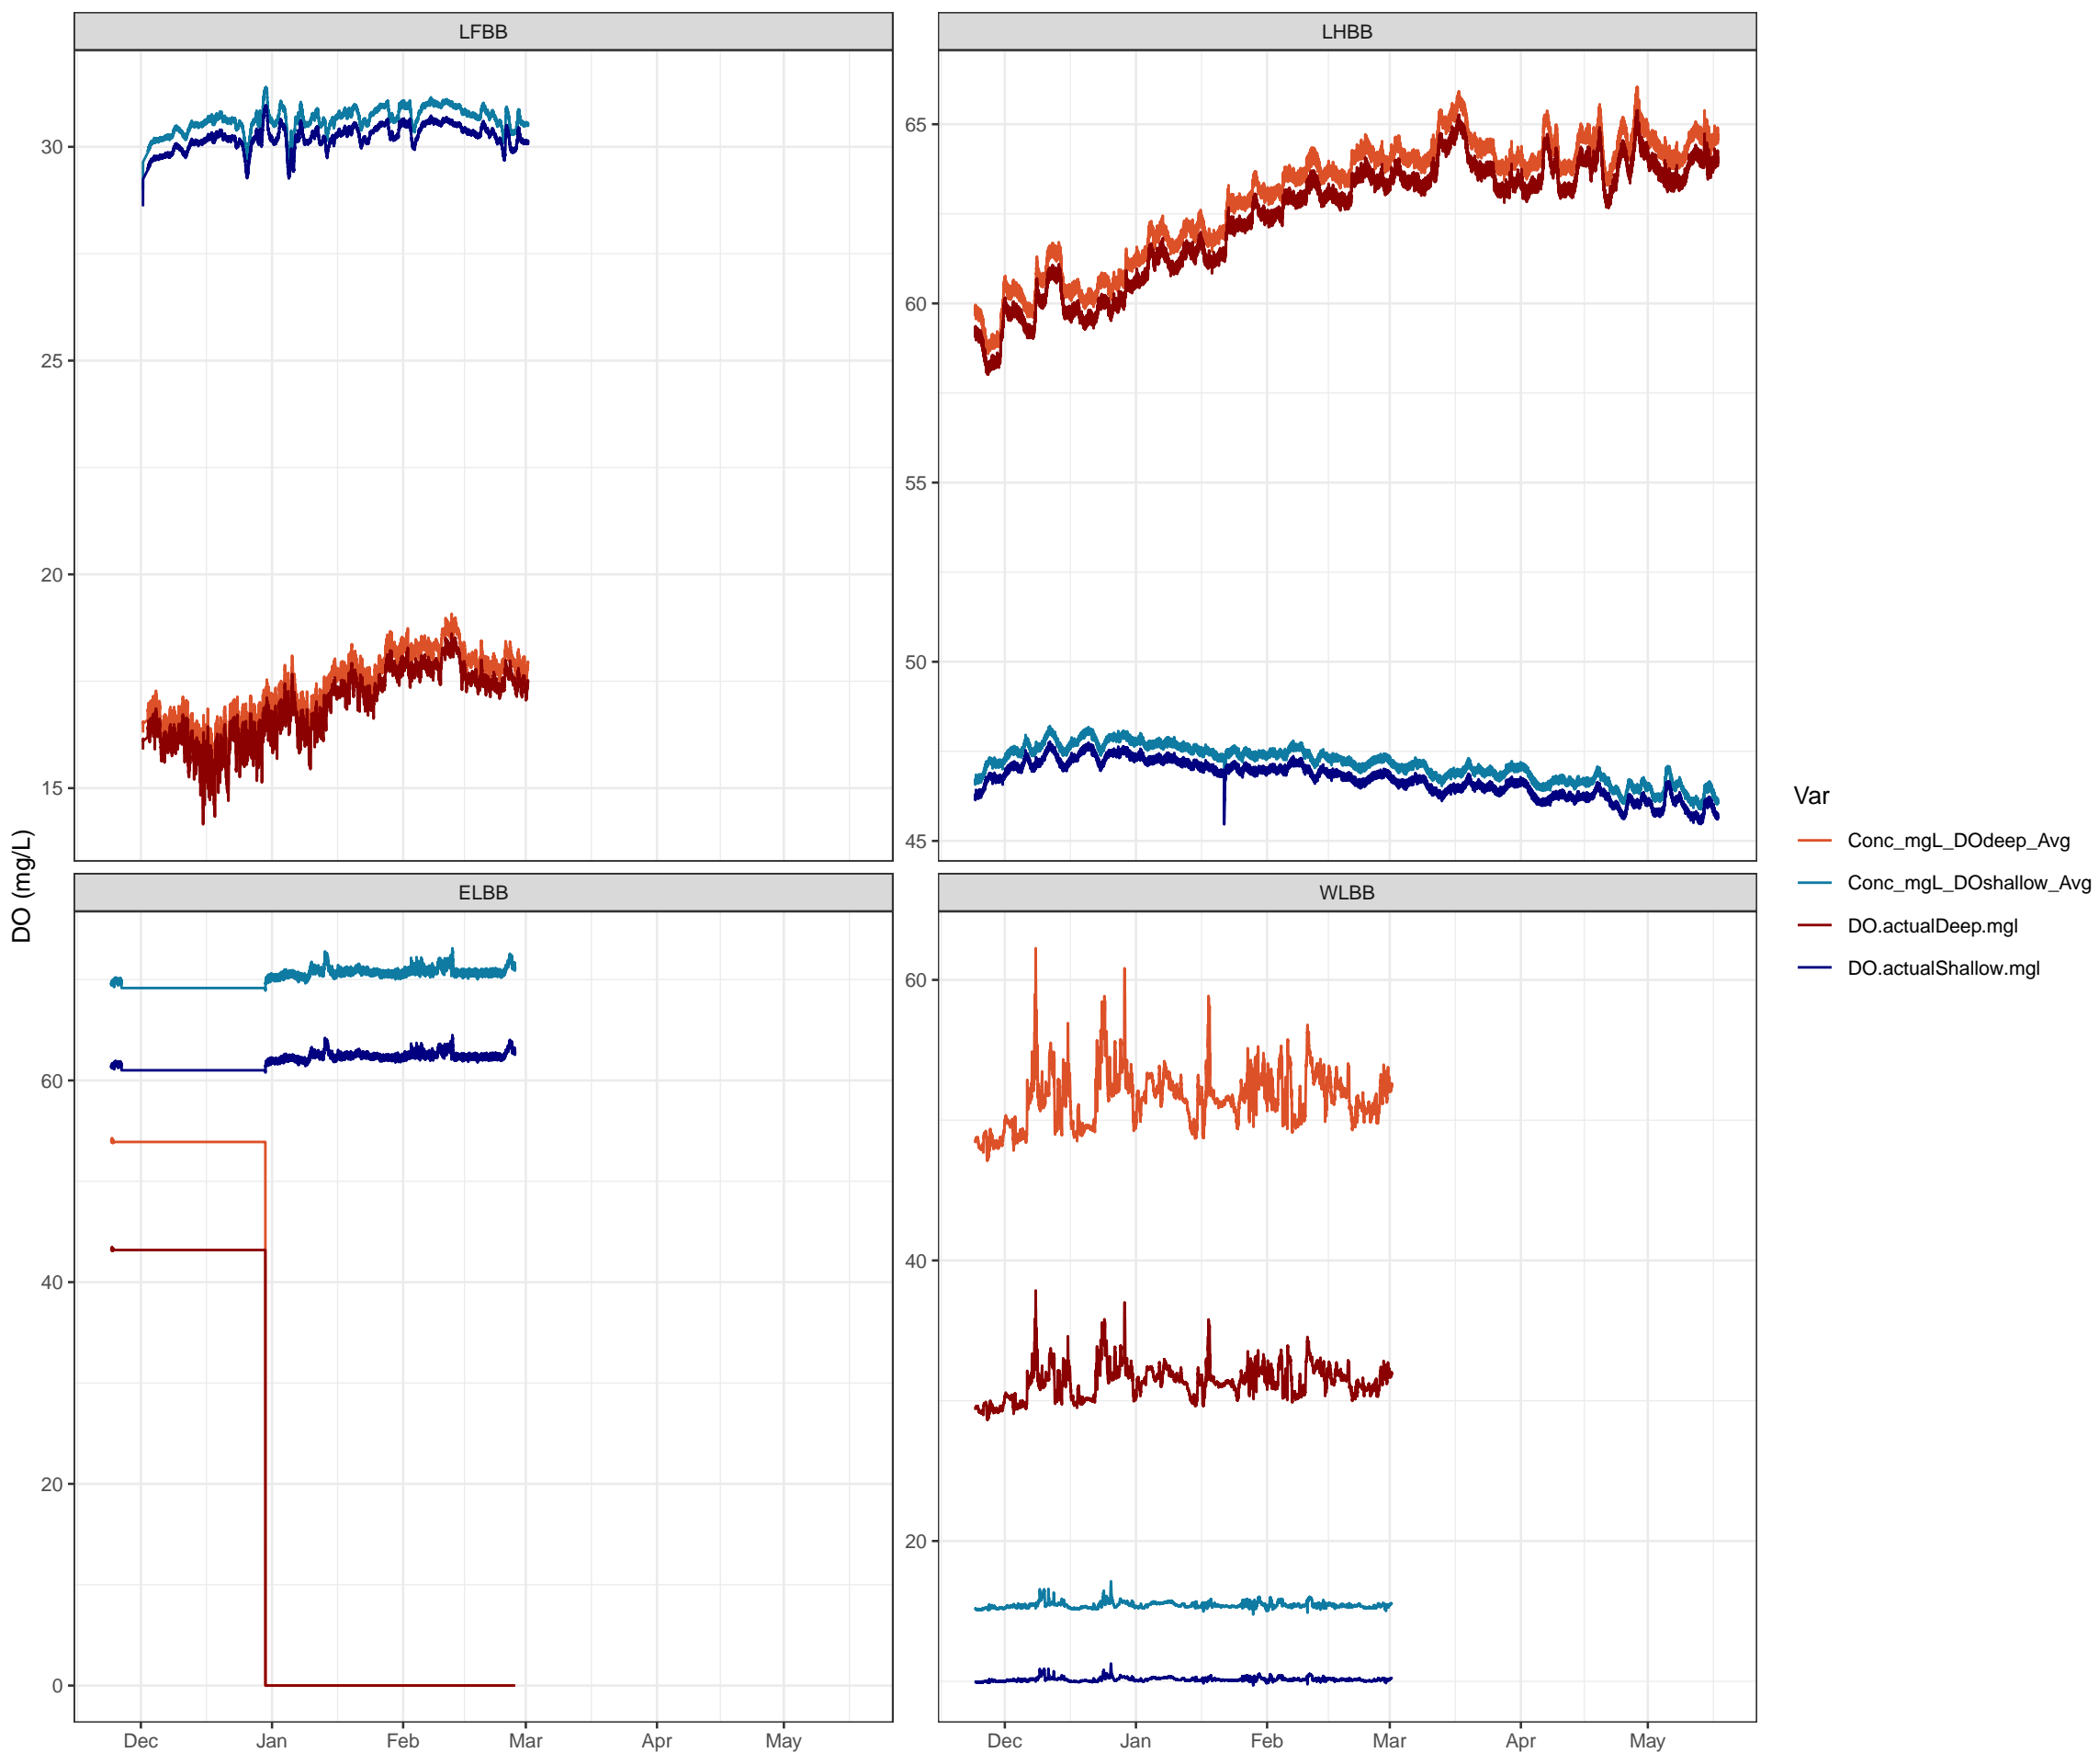 LFBB
LHBB
30
25
20
15
65
60
55
50
45
DO (mg/L)
ELBB
WLBB
60
40
20
0
60
40
20
Dec Jan Feb Mar Apr May
Dec Jan Feb Mar Apr May
Var
Conc_mgL_DOdeep_Avg
Conc_mgL_DOshallow_Avg
DO.actualDeep.mgl
DO.actualShallow.mgl